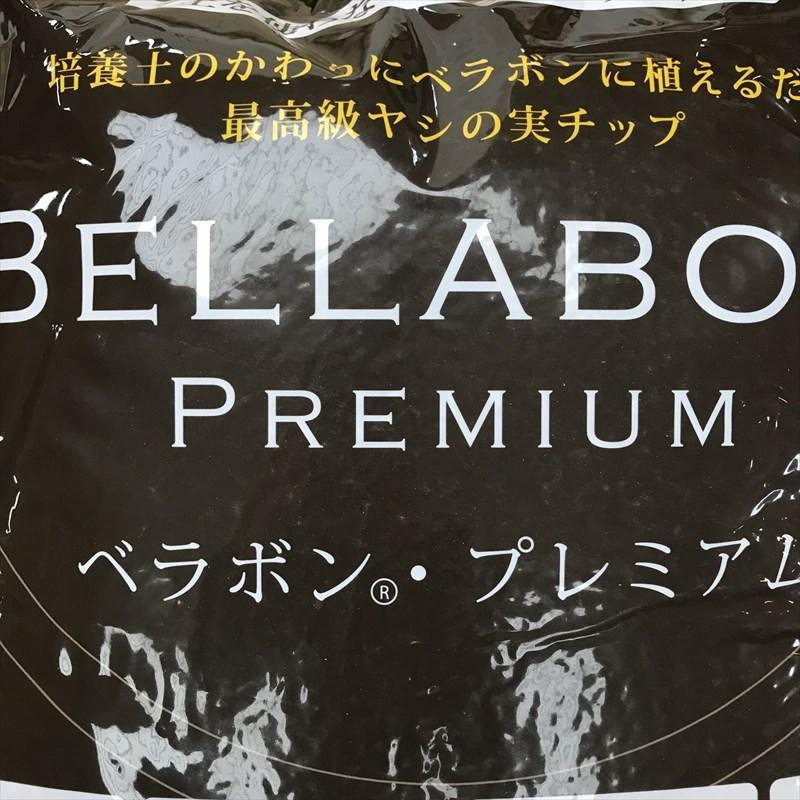 培養土のかわりにベラボンに植えるだ
最高級ヤシの実チップ
BELLABO
PREMIUM
ベラボン®・プレミアム